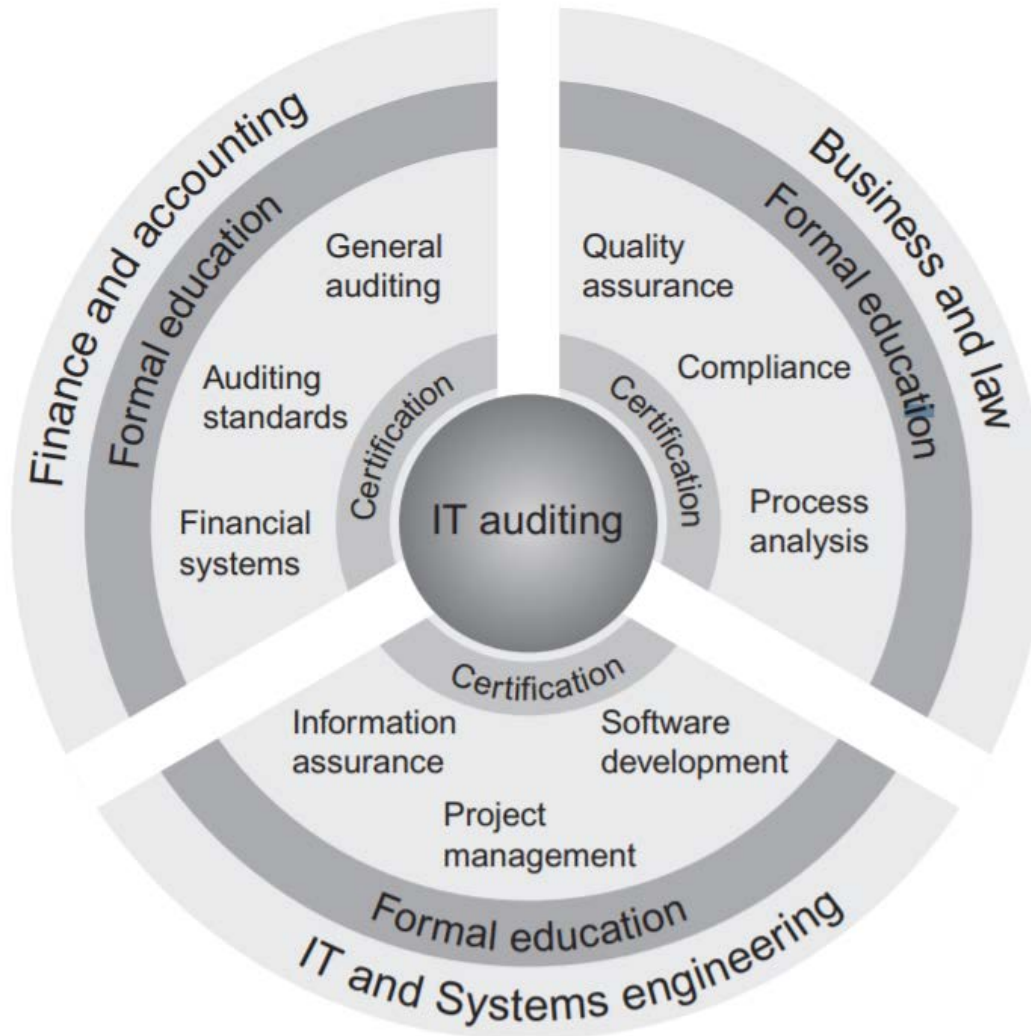 Finance and accounting
Formal education
General
auditing
Auditing
standards
Financial
systems
Certification
Business and law
Formal education
Quality
assurance
Compliance
Process
analysis
Certification
IT auditing
Certification
Information
assurance
Software
development
Project
management
Formal education
IT and Systems engineering